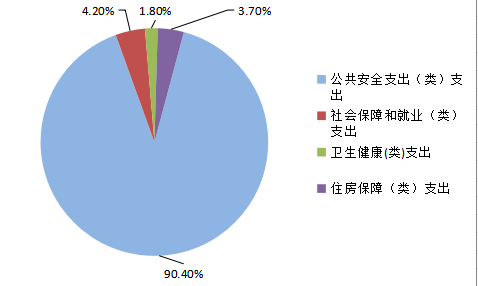 4.20%
1.80%
3.70%
公共安全支出（类）支
出
社会保障和就业（类）
支出
卫生健康(类)支出
住房保障（类）支出
90.40%